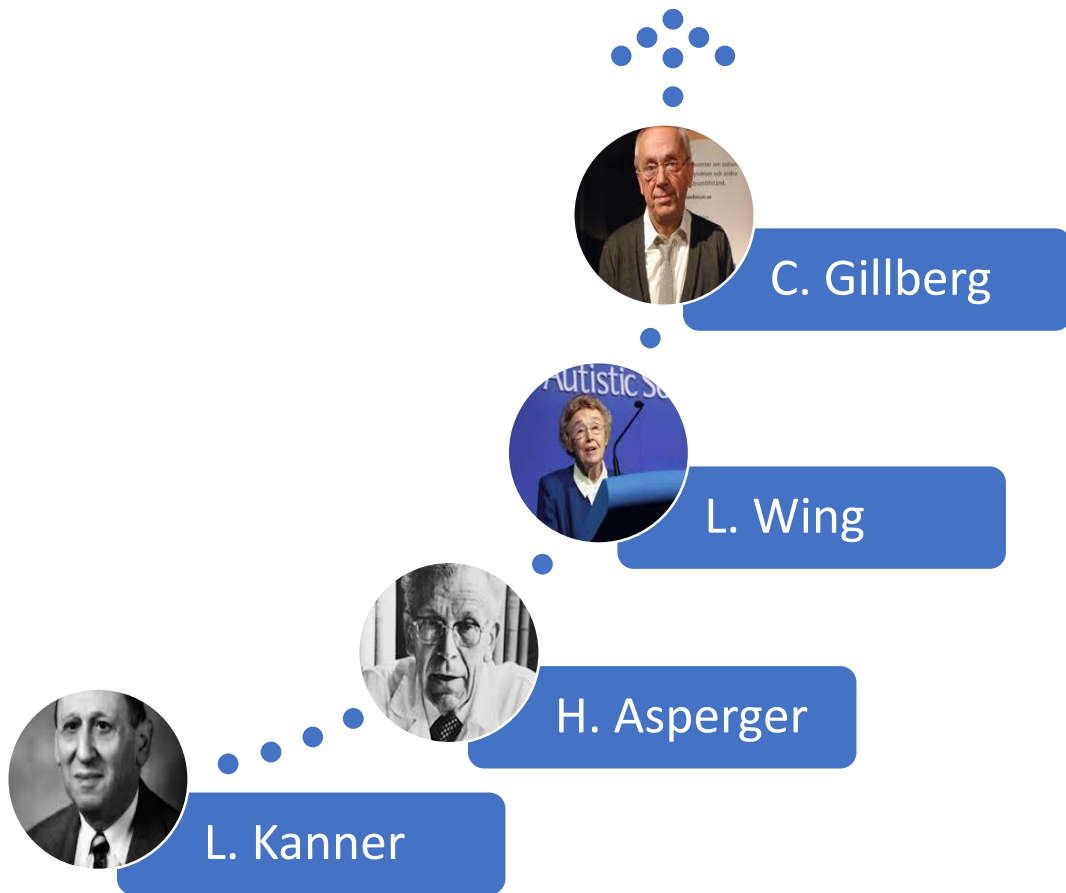 C. Gillberg
Autistic
L. Wing
H. Asperger
L. Kanner